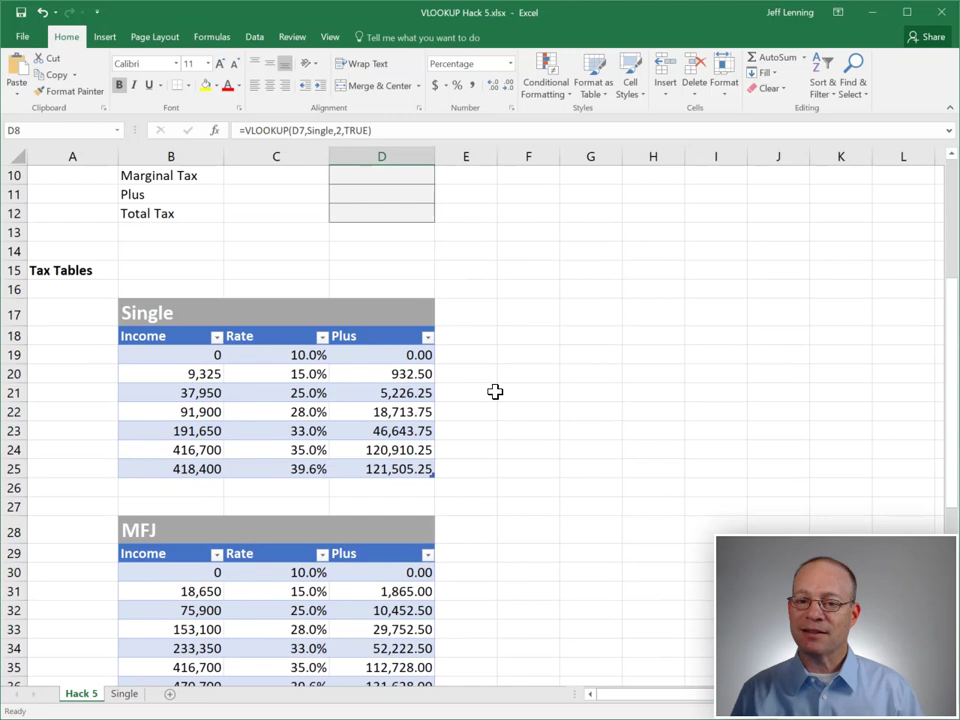 VLOOKUP Hack 5.xlsx - Excel
Jeff Lenning
File Home Insert Page Layout Formulas Data Review View Tell me what you want to do Share
Paste
Cut
Copy
Format Painter
Clipboard
Calibri 11
B I U
Font
Wrap Text
Merge & Center
Alignment
Percentage
$ % ,
Number
Conditional Formatting
Format as Table
Cell Styles
Styles
Insert Delete Format
Cells
AutoSum
Fill
Clear
Sort & Filter
Find & Select
Editing
D8 fx =VLOOKUP(D7,Single,2,TRUE)
A B C D E F G H I J K L
10 Marginal Tax
11 Plus
12 Total Tax
13
14
15 Tax Tables
16
17 Single
18 Income Rate Plus
19 0 10.0% 0.00
20 9,325 15.0% 932.50
21 37,950 25.0% 5,226.25
22 91,900 28.0% 18,713.75
23 191,650 33.0% 46,643.75
24 416,700 35.0% 120,910.25
25 418,400 39.6% 121,505.25
26
27
28 MFJ
29 Income Rate Plus
30 0 10.0% 0.00
31 18,650 15.0% 1,865.00
32 75,900 25.0% 10,452.50
33 153,100 28.0% 29,752.50
34 233,350 33.0% 52,222.50
35 416,700 35.0% 112,728.00
Hack 5 Single
Ready